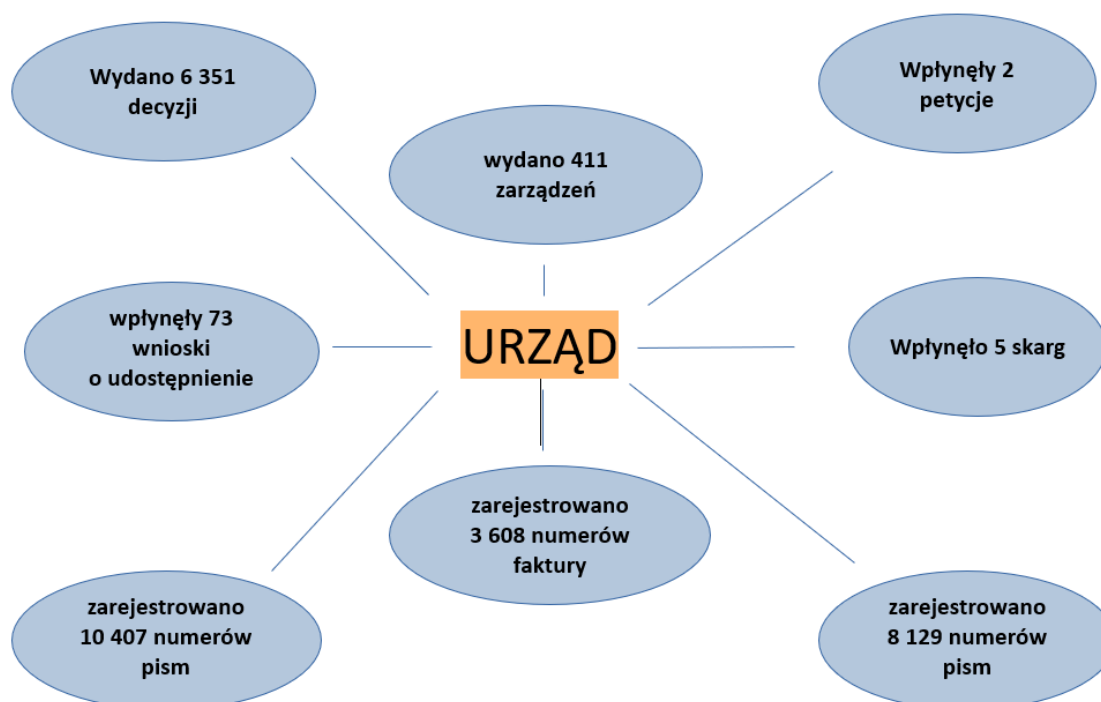 Wydano 6 351
decyzji
Wpłynęły 2
petycje
wydano 411
zarządzeń
wpłynęły 73
wnioski
o udostępnienie
URZĄD
Wpłynęło 5 skarg
zarejestrowano
3 608 numerów
faktury
zarejestrowano
10 407 numerów
pism
zarejestrowano
8 129 numerów
pism